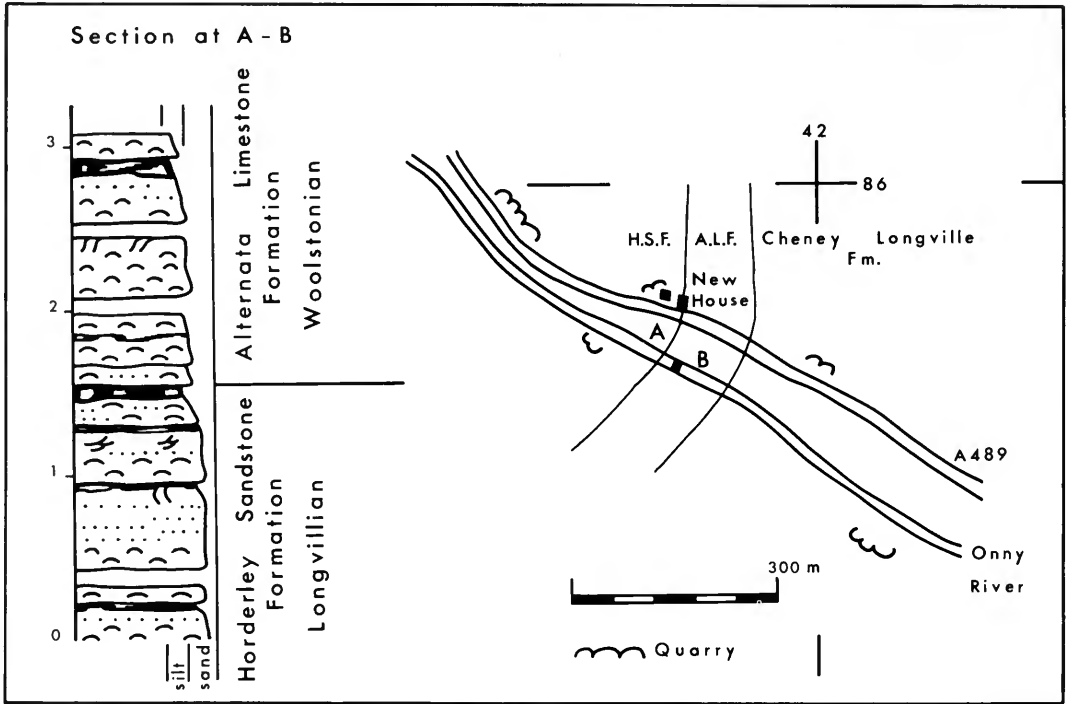 Section at A - B
3
2
1
0
silt
sand
Alternata Limestone
Formation
Woolstonian
Horderley Sandstone
Formation
Longvillian
42
86
H.S.F. A.L.F. Cheney Longville
Fm.
New
House
A
B
A489
Onny
River
300 m
Quarry